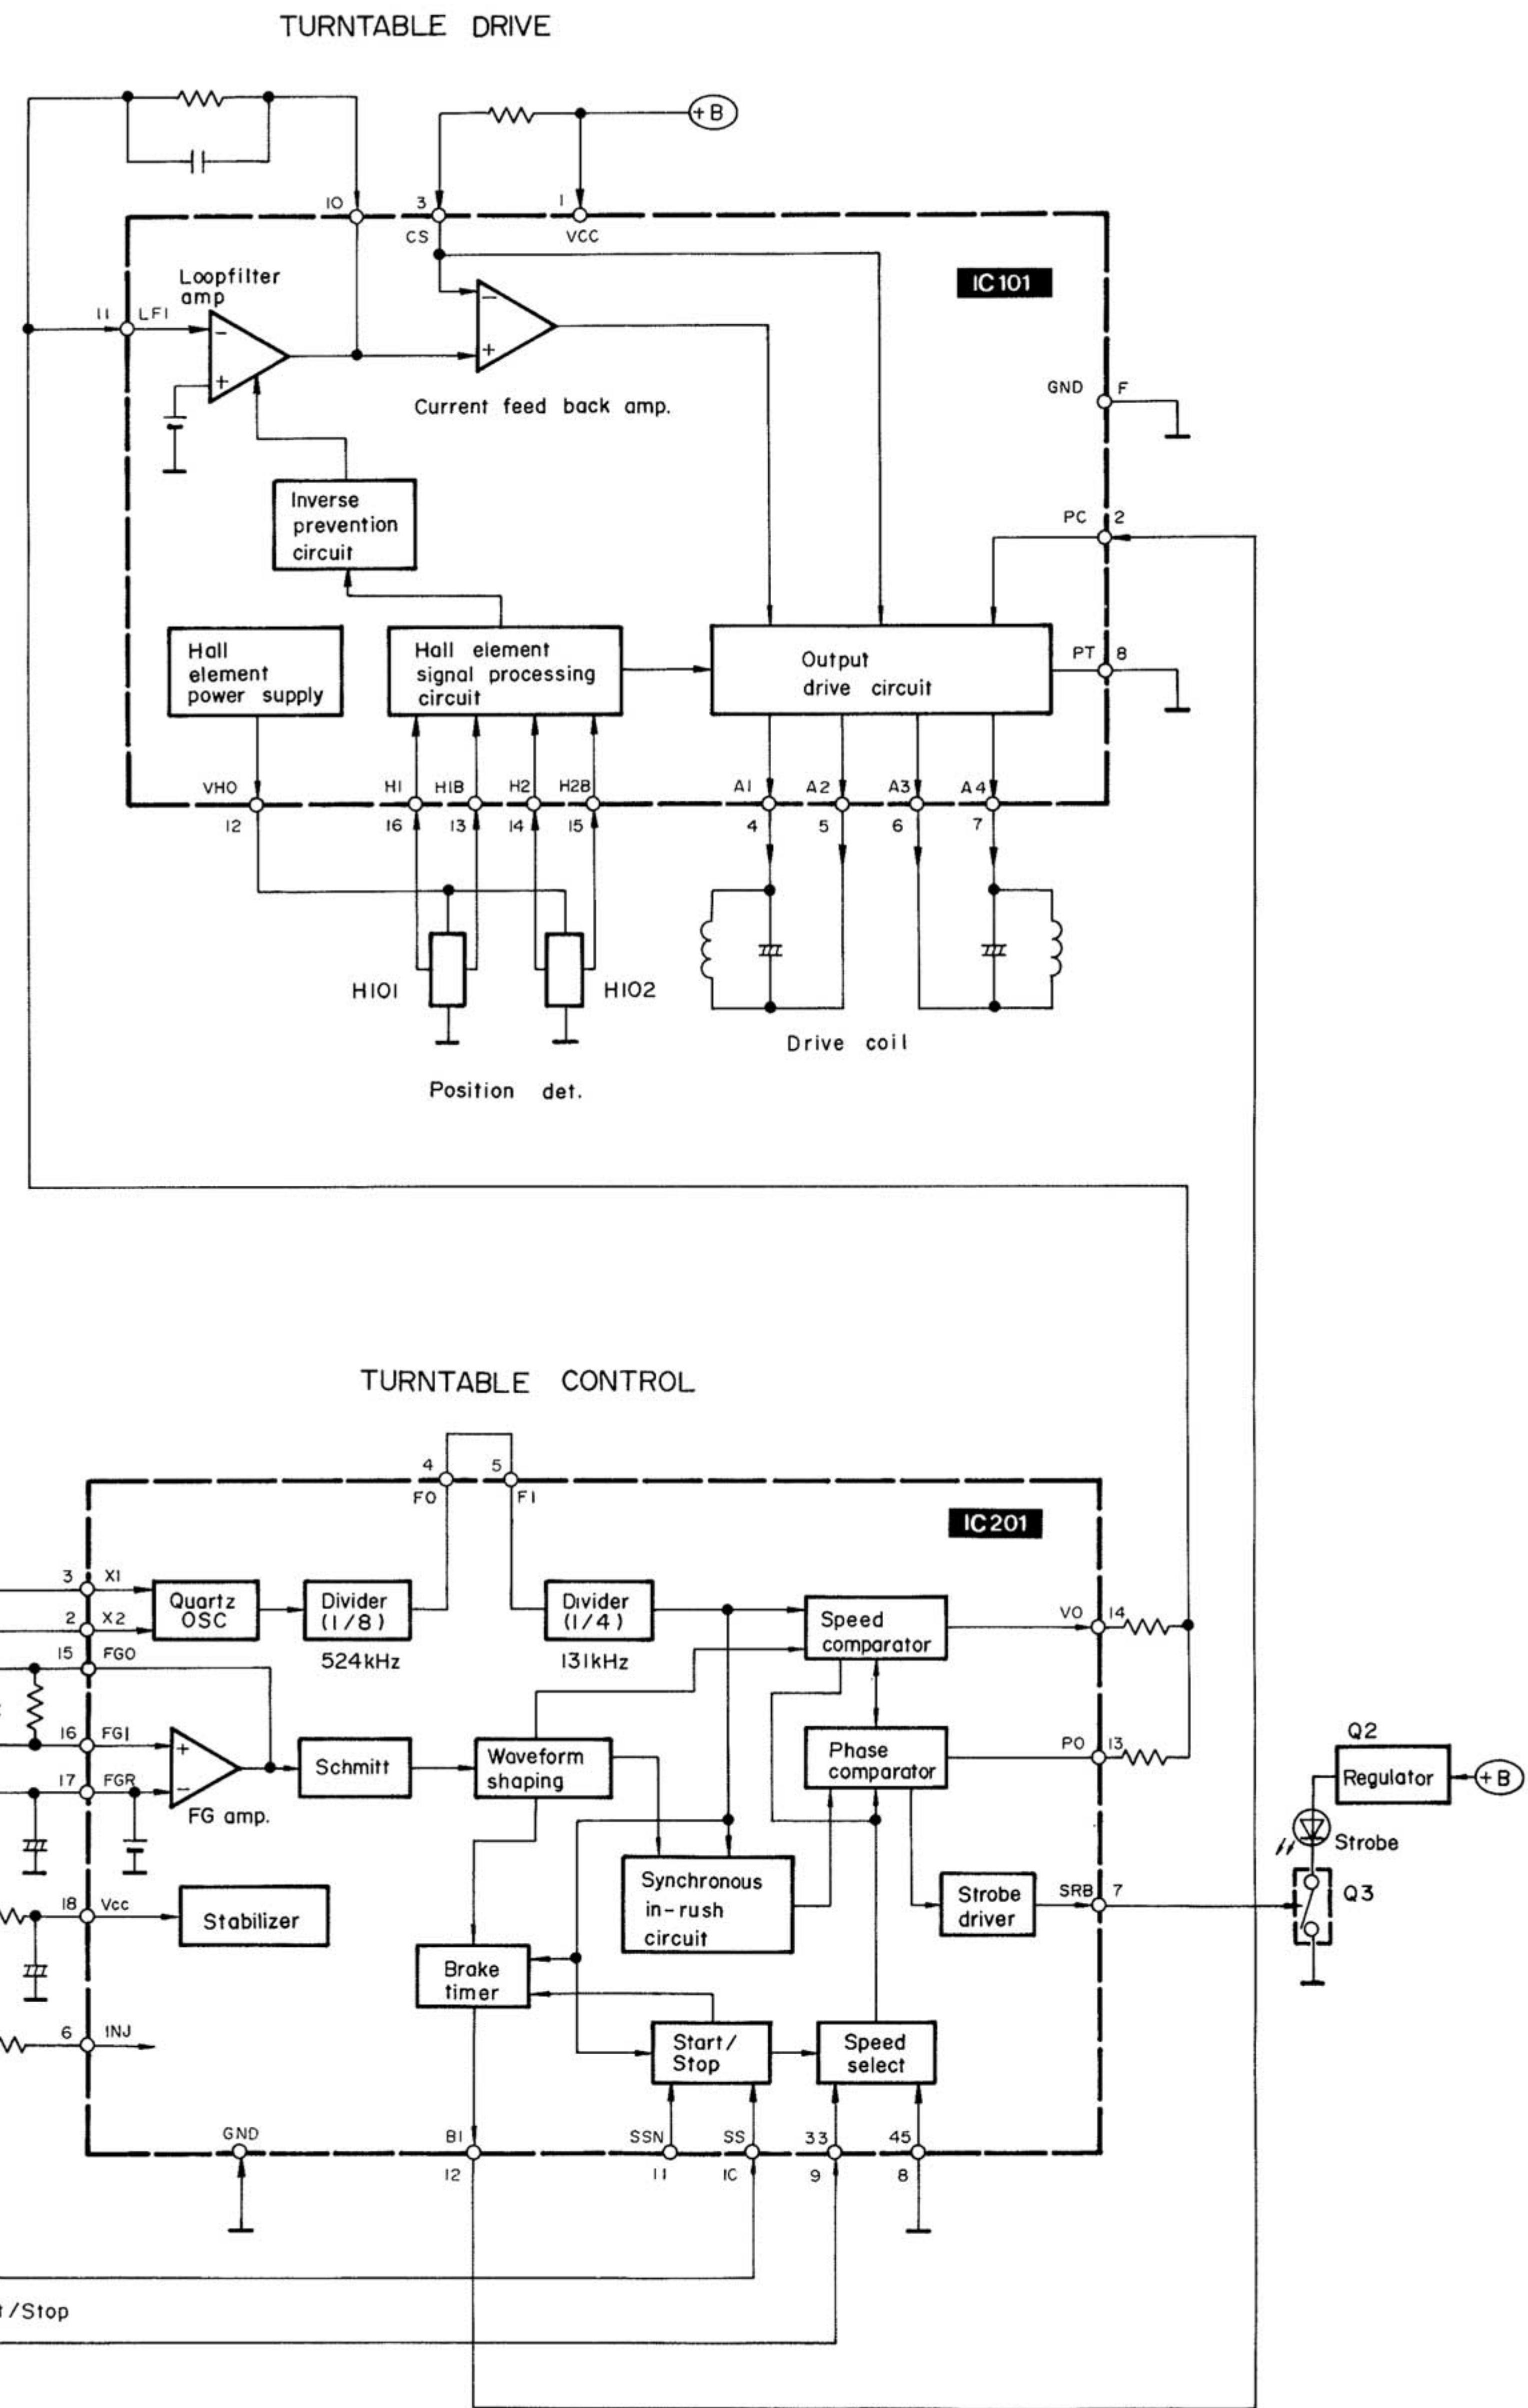 TURNTABLE DRIVE
+B
10
3
1
CS
VCC
IC101
Loopfilter
amp
11
LFI
−
+
−
+
Current feed back amp.
GND
F
Inverse
prevention
circuit
PC
2
Hall
element
power supply
Hall element
signal processing
circuit
Output
drive circuit
PT
8
VHO
H1
H1B
H2
H2B
A1
A2
A3
A4
12
16
13
14
15
4
5
6
7
H101
H102
Drive coil
Position det.
TURNTABLE CONTROL
4
5
FO
FI
IC201
3
X1
2
X2
Quartz
OSC
Divider
(1/8)
524kHz
Divider
(1/4)
131kHz
Speed
comparator
VO
14
15
FGO
16
FGI
17
FGR
+
−
FG amp.
Schmitt
Waveform
shaping
Phase
comparator
PO
13
Q2
Regulator
+B
Strobe
Q3
18
Vcc
Stabilizer
Synchronous
in-rush
circuit
Strobe
driver
SRB
7
Brake
timer
6
INJ
Start/
Stop
Speed
select
GND
BI
SSN
SS
33
45
12
11
1C
9
8
t/Stop